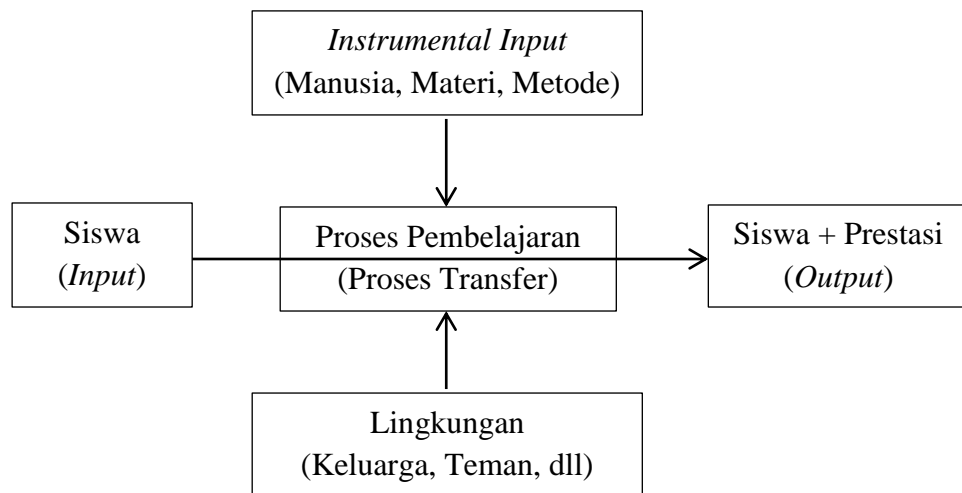 Instrumental Input
(Manusia, Materi, Metode)
Siswa
(Input)
Proses Pembelajaran
(Proses Transfer)
Siswa + Prestasi
(Output)
Lingkungan
(Keluarga, Teman, dll)